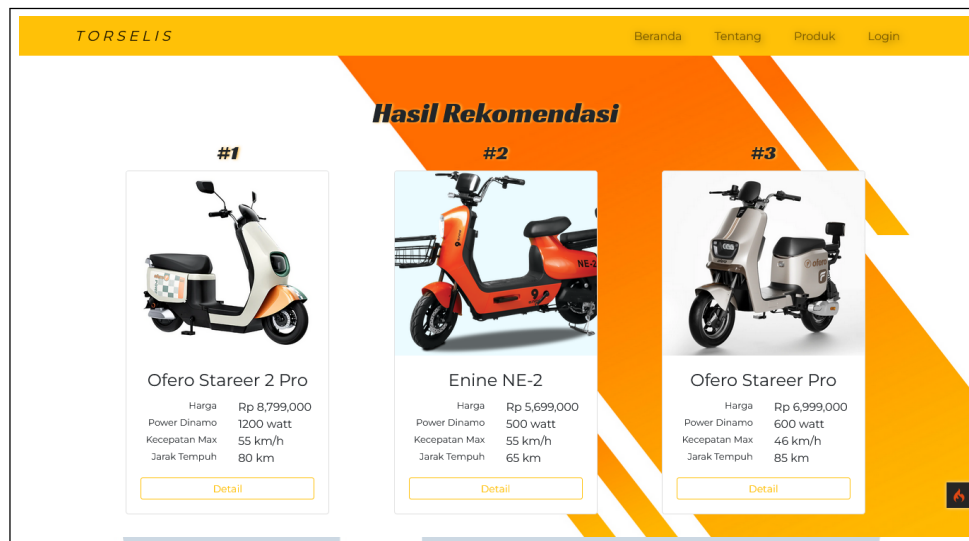 TORSELIS
Beranda Tentang Produk Login
Hasil Rekomendasi
#1
#2
#3
NE-2
ofero
Ofero Stareer 2 Pro
Harga Rp 8,799,000
Power Dinamo 1200 watt
Kecepatan Max 55 km/h
Jarak Tempuh 80 km
Detail
Enine NE-2
Harga Rp 5,699,000
Power Dinamo 500 watt
Kecepatan Max 55 km/h
Jarak Tempuh 65 km
Detail
Ofero Stareer Pro
Harga Rp 6,999,000
Power Dinamo 600 watt
Kecepatan Max 46 km/h
Jarak Tempuh 85 km
Detail